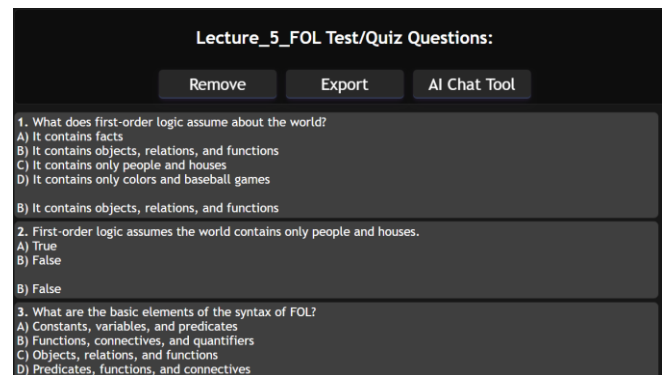 Lecture_5_FOL Test/Quiz Questions:
Remove Export AI Chat Tool
1. What does first-order logic assume about the world?
A) It contains facts
B) It contains objects, relations, and functions
C) It contains only people and houses
D) It contains only colors and baseball games
B) It contains objects, relations, and functions
2. First-order logic assumes the world contains only people and houses.
A) True
B) False
B) False
3. What are the basic elements of the syntax of FOL?
A) Constants, variables, and predicates
B) Functions, connectives, and quantifiers
C) Objects, relations, and functions
D) Predicates, functions, and connectives